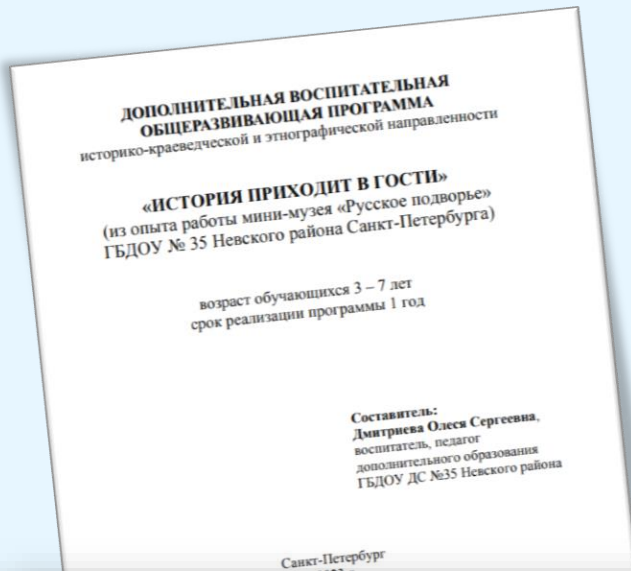 ДОПОЛНИТЕЛЬНАЯ ВОСПИТАТЕЛЬНАЯ
ОБЩЕРАЗВИВАЮЩАЯ ПРОГРАММА
историко-краеведческой и этнографической направленности
«ИСТОРИЯ ПРИХОДИТ В ГОСТИ»
(из опыта работы мини-музея «Русское подворье»
ГБДОУ № 35 Невского района Санкт-Петербурга)
возраст обучающихся 3 – 7 лет
срок реализации программы 1 год
Составитель:
Дмитриева Олеся Сергеевна,
воспитатель, педагог
дополнительного образования
ГБДОУ ДС №35 Невского района
Санкт-Петербург